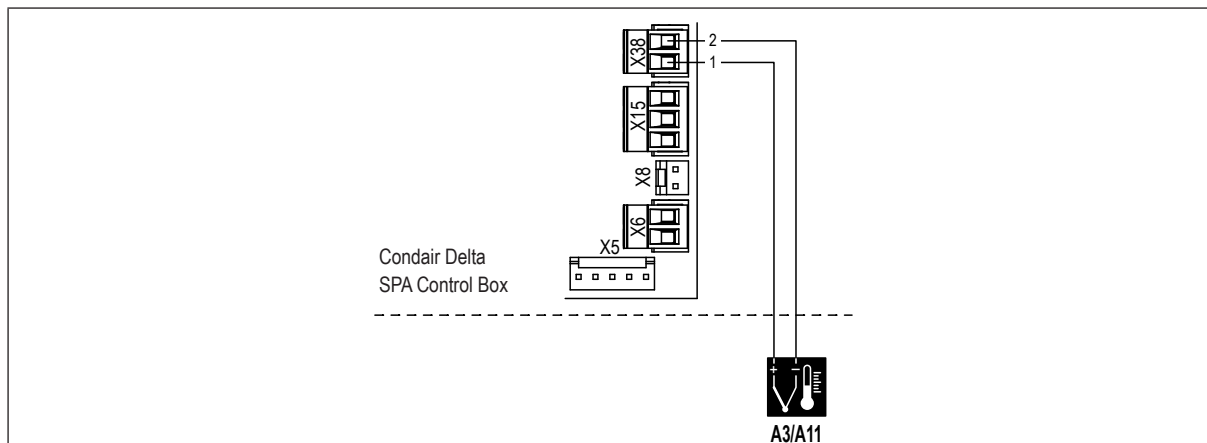 X38
2
1
X15
X8
X6
X5
Condair Delta
SPA Control Box
+ –
A3/A11